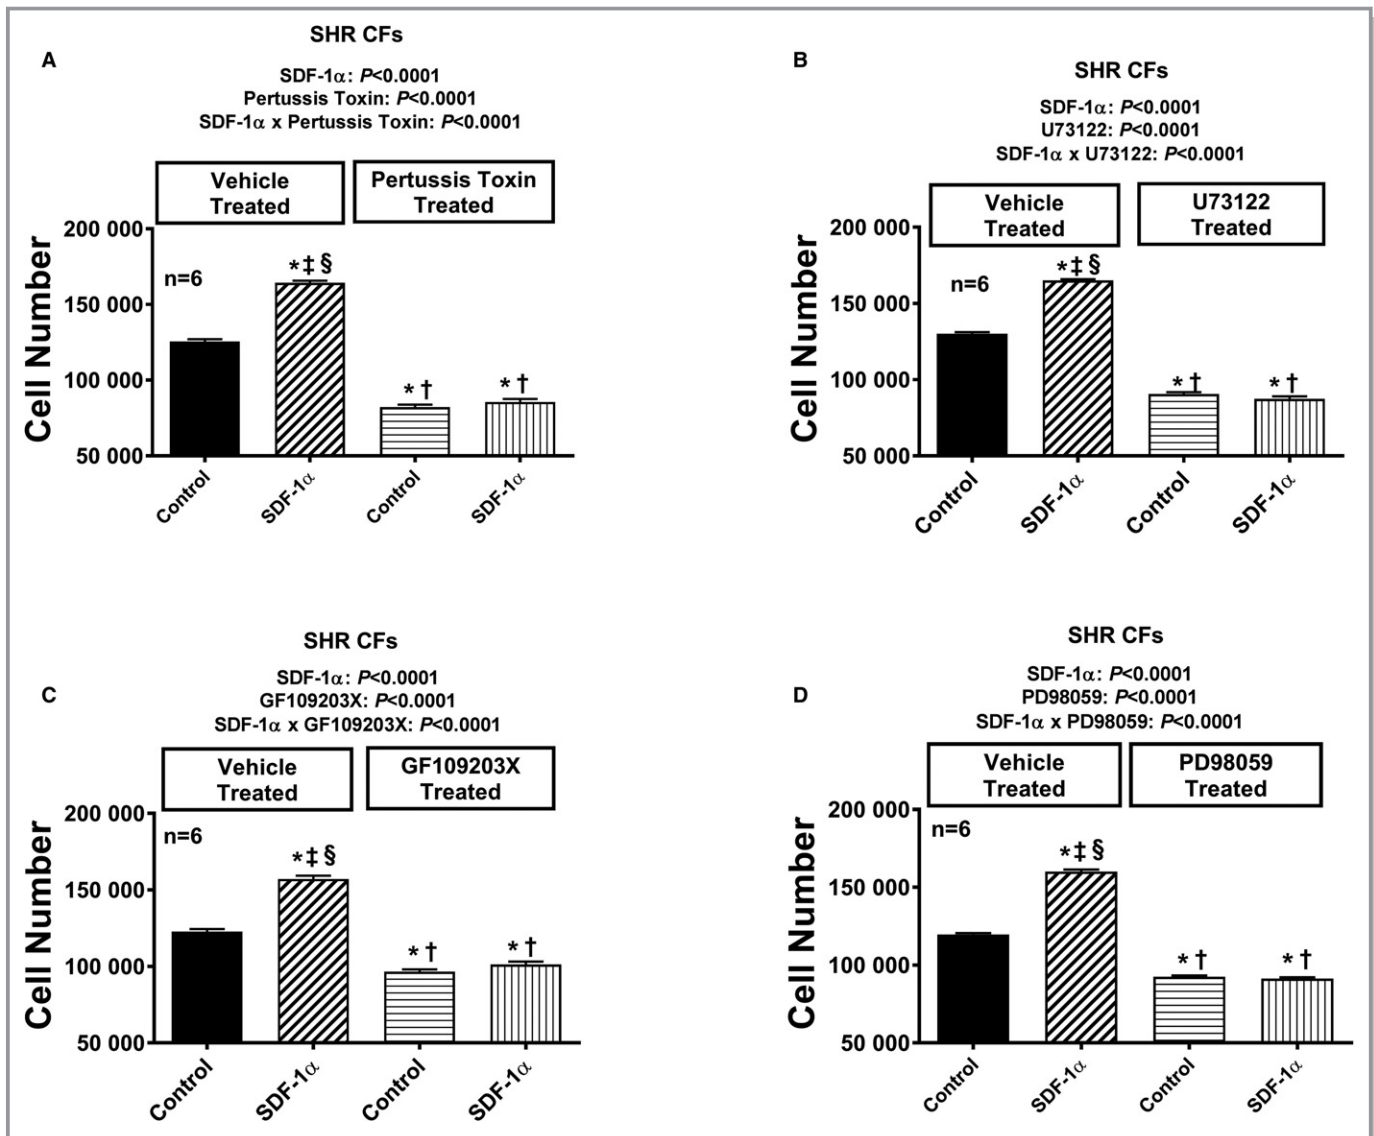 A
SHR CFs
SDF-1α: P<0.0001
Pertussis Toxin: P<0.0001
SDF-1α x Pertussis Toxin: P<0.0001
Vehicle
Treated
Pertussis Toxin
Treated
Cell Number
200 000
150 000
100 000
50 000
n=6
*‡§
*†
*†
Control
SDF-1α
Control
SDF-1α
B
SHR CFs
SDF-1α: P<0.0001
U73122: P<0.0001
SDF-1α x U73122: P<0.0001
Vehicle
Treated
U73122
Treated
Cell Number
200 000
150 000
100 000
50 000
n=6
*‡§
*†
*†
Control
SDF-1α
Control
SDF-1α
C
SHR CFs
SDF-1α: P<0.0001
GF109203X: P<0.0001
SDF-1α x GF109203X: P<0.0001
Vehicle
Treated
GF109203X
Treated
Cell Number
200 000
150 000
100 000
50 000
n=6
*‡§
*†
*†
Control
SDF-1α
Control
SDF-1α
D
SHR CFs
SDF-1α: P<0.0001
PD98059: P<0.0001
SDF-1α x PD98059: P<0.0001
Vehicle
Treated
PD98059
Treated
Cell Number
200 000
150 000
100 000
50 000
n=6
*‡§
*†
*†
Control
SDF-1α
Control
SDF-1α